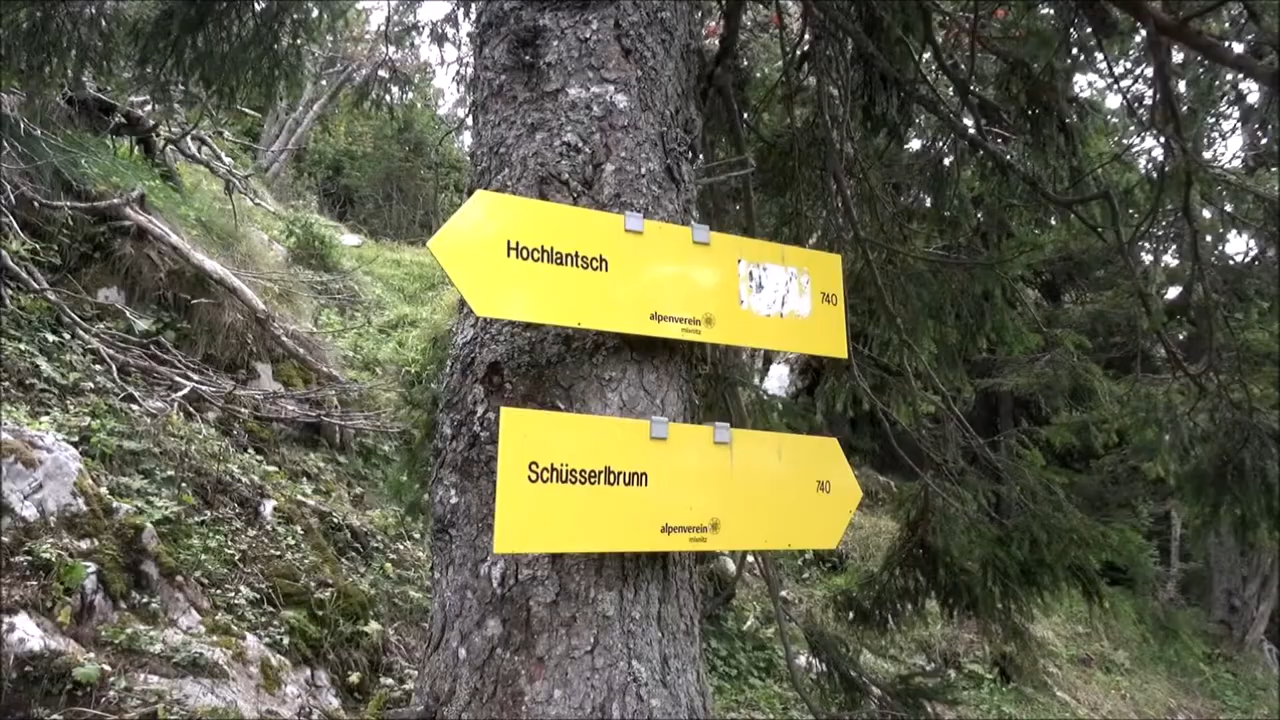 Hochlantsch
740
alpenverein
mixnitz
Schüsserlbrunn
740
alpenverein
mixnitz